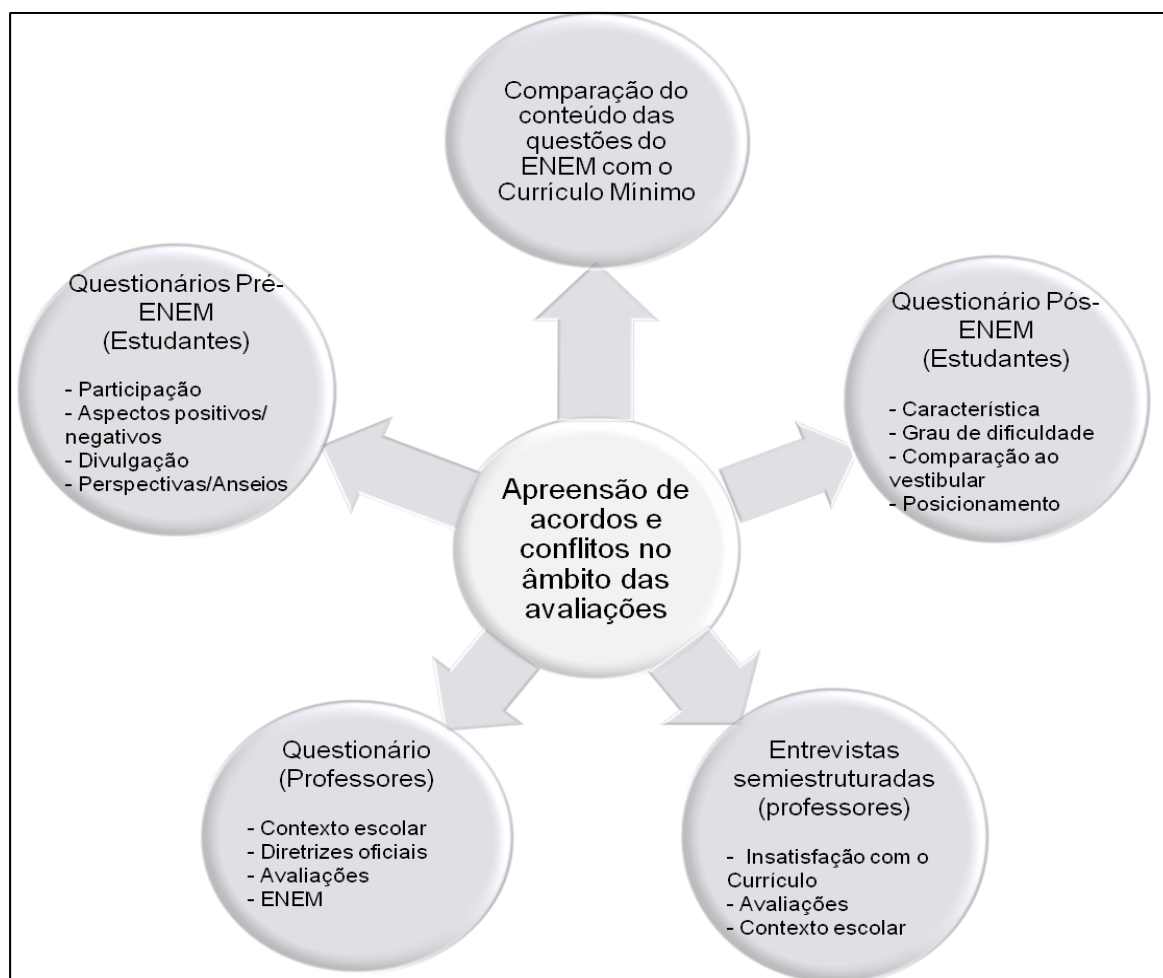 Comparação do
conteúdo das
questões do
ENEM com o
Currículo Mínimo
Questionários Pré-
ENEM
(Estudantes)
- Participação
- Aspectos positivos/
negativos
- Divulgação
- Perspectivas/Anseios
Questionário Pós-
ENEM
(Estudantes)
- Característica
- Grau de dificuldade
- Comparação ao
vestibular
- Posicionamento
Apreensão de
acordos e
conflitos no
âmbito das
avaliações
Questionário
(Professores)
- Contexto escolar
- Diretrizes oficiais
- Avaliações
- ENEM
Entrevistas
semiestruturadas
(professores)
- Insatisfação com o
Currículo
- Avaliações
- Contexto escolar